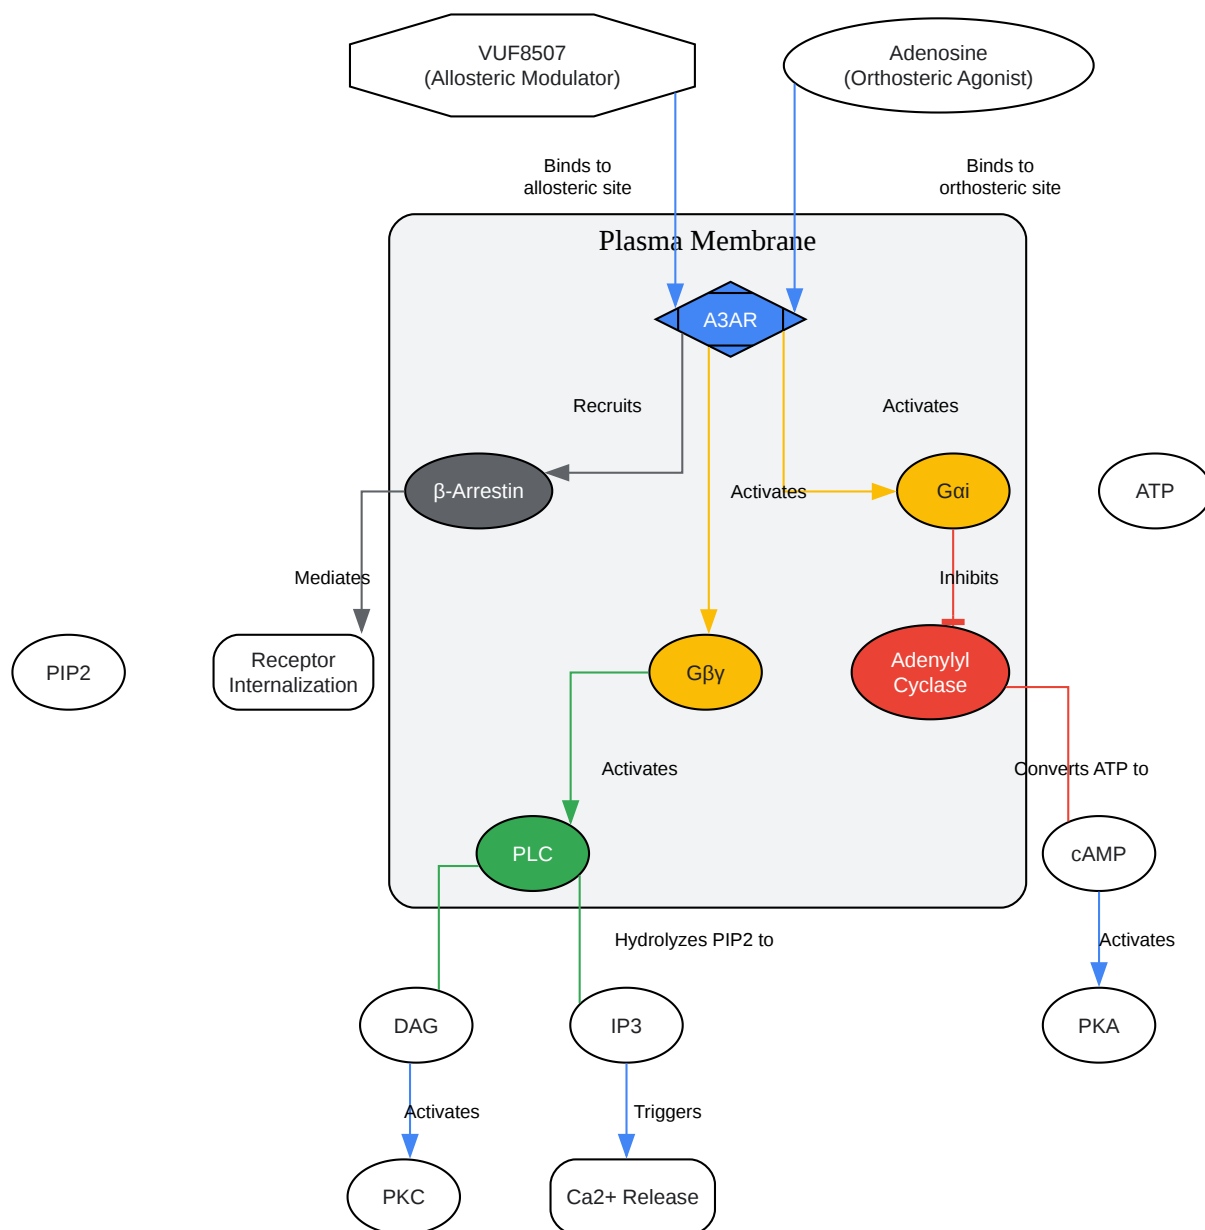 VUF8507
(Allosteric Modulator)
Adenosine
(Orthosteric Agonist)
Binds to
allosteric site
Binds to
orthosteric site
Plasma Membrane
A3AR
Recruits
Activates
β-Arrestin
Activates
Gαi
ATP
Mediates
Inhibits
PIP2
Receptor
Internalization
Gβγ
Adenylyl
Cyclase
Activates
Converts ATP to
PLC
cAMP
Hydrolyzes PIP2 to
Activates
DAG
IP3
PKA
Activates
Triggers
PKC
Ca2+ Release